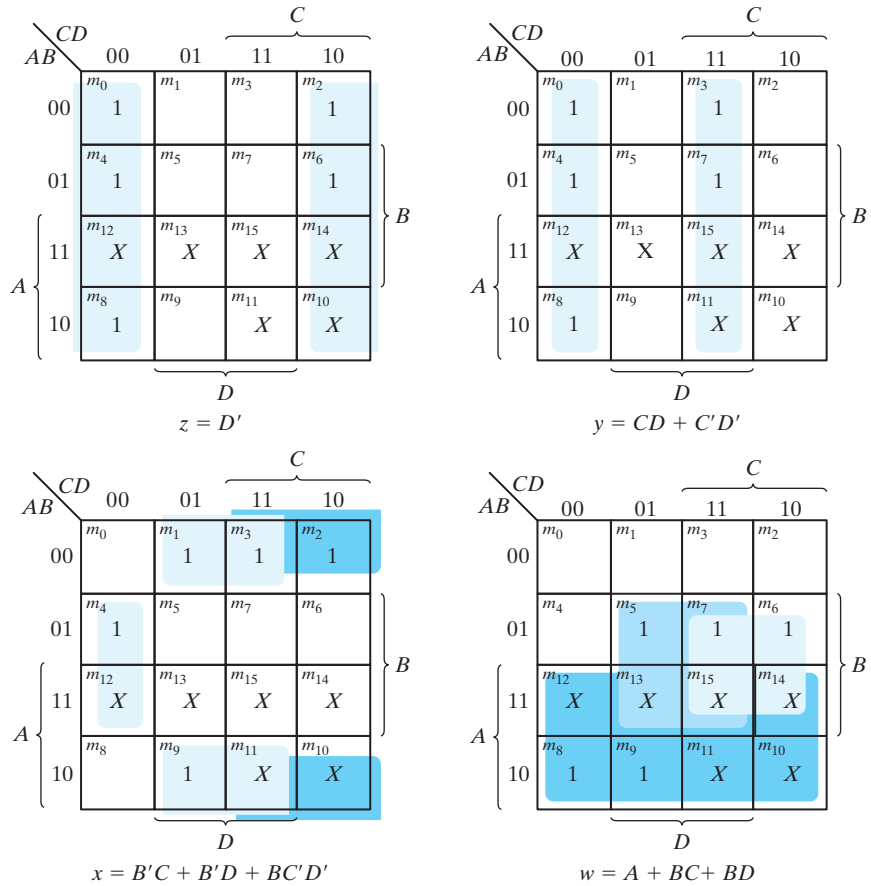 C C
CD CD
AB 00 01 11 10 AB 00 01 11 10
m0 m1 m3 m2 m0 m1 m3 m2
00 1 1 00 1 1
m4 m5 m7 m6 m4 m5 m7 m6
01 1 1 01 1 1
B B
m12 m13 m15 m14 m12 m13 m15 m14
11 X X X X 11 X X X X
A A
m8 m9 m11 m10 m8 m9 m11 m10
10 1 X X 10 1 X X
D D
z = D′ y = CD + C′D′
C C
CD CD
AB 00 01 11 10 AB 00 01 11 10
m0 m1 m3 m2 m0 m1 m3 m2
00 1 1 1 00
m4 m5 m7 m6 m4 m5 m7 m6
01 1 01 1 1 1
B B
m12 m13 m15 m14 m12 m13 m15 m14
11 X X X X 11 X X X X
A A
m8 m9 m11 m10 m8 m9 m11 m10
10 1 X X 10 1 1 X X
D D
x = B′C + B′D + BC′D′ w = A + BC+ BD